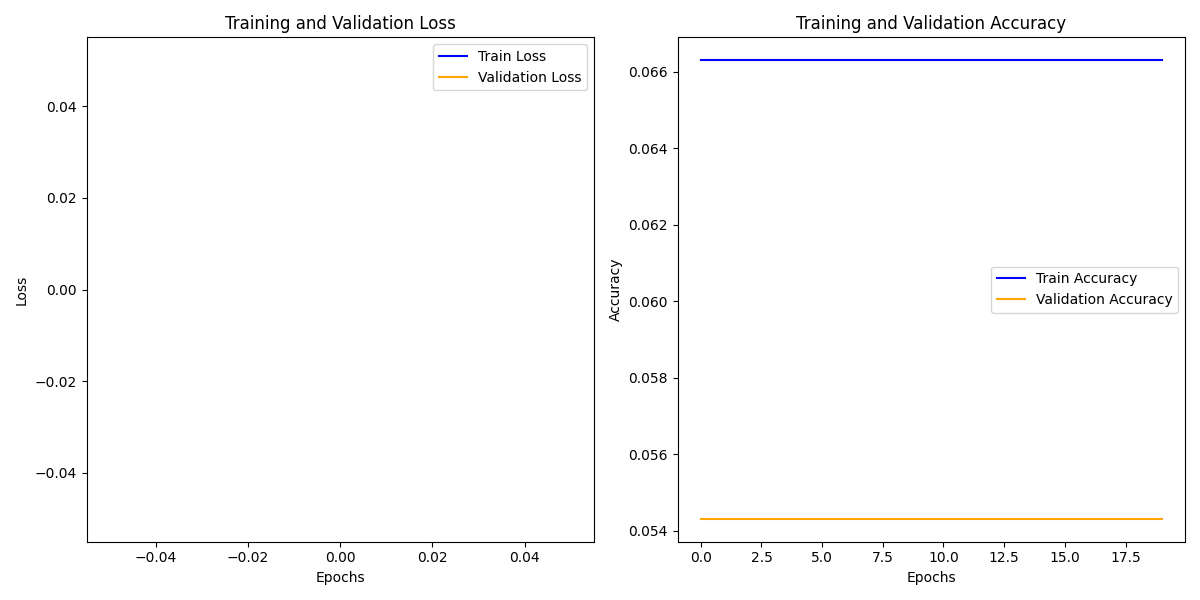 Training and Validation Loss
Train Loss
Validation Loss
0.04
0.02
0.00
−0.02
−0.04
Loss
−0.04
−0.02
0.00
0.02
0.04
Epochs
Training and Validation Accuracy
0.066
0.064
0.062
0.060
0.058
0.056
0.054
Accuracy
Train Accuracy
Validation Accuracy
0.0
2.5
5.0
7.5
10.0
12.5
15.0
17.5
Epochs